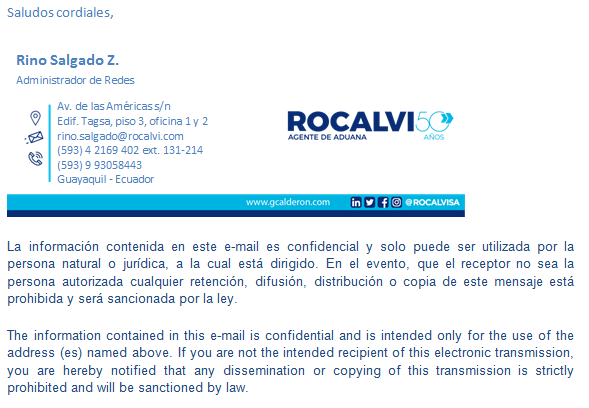 Saludos cordiales,
Rino Salgado Z.
Administrador de Redes
Av. de las Américas s/n
Edif. Tagsa, piso 3, oficina 1 y 2
rino.salgado@rocalvi.com
(593) 4 2169 402 ext. 131-214
(593) 9 93058443
Guayaquil - Ecuador
ROCALVI 50
AGENTE DE ADUANA AÑOS
www.gcalderon.com @ROCALVISA
La información contenida en este e-mail es confidencial y solo puede ser utilizada por la
persona natural o jurídica, a la cual está dirigido. En el evento, que el receptor no sea la
persona autorizada cualquier retención, difusión, distribución o copia de este mensaje está
prohibida y será sancionada por la ley.
The information contained in this e-mail is confidential and is intended only for the use of the
address (es) named above. If you are not the intended recipient of this electronic transmission,
you are hereby notified that any dissemination or copying of this transmission is strictly
prohibited and will be sanctioned by law.